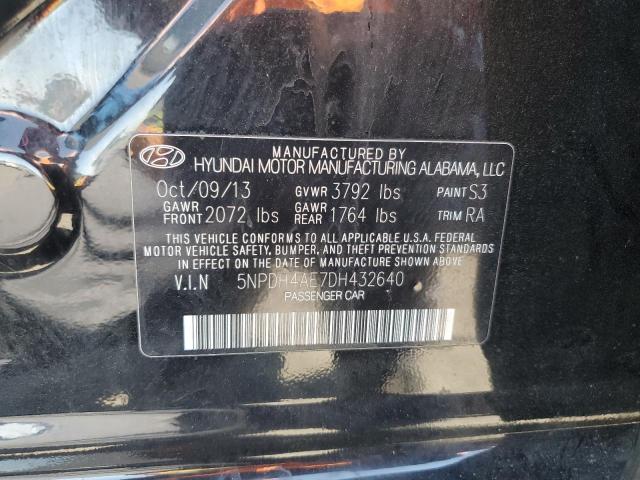 MANUFACTURED BY
HYUNDAI MOTOR MANUFACTURING ALABAMA, LLC
Oct/09/13 GVWR 3792 lbs PAINT S3
GAWR FRONT 2072 lbs GAWR REAR 1764 lbs TRIM RA
THIS VEHICLE CONFORMS TO ALL APPLICABLE U.S.A. FEDERAL
MOTOR VEHICLE SAFETY, BUMPER, AND THEFT PREVENTION STANDARDS
IN EFFECT ON THE DATE OF MANUFACTURE SHOWN ABOVE.
V.I.N 5NPDH4AE7DH432640
PASSENGER CAR